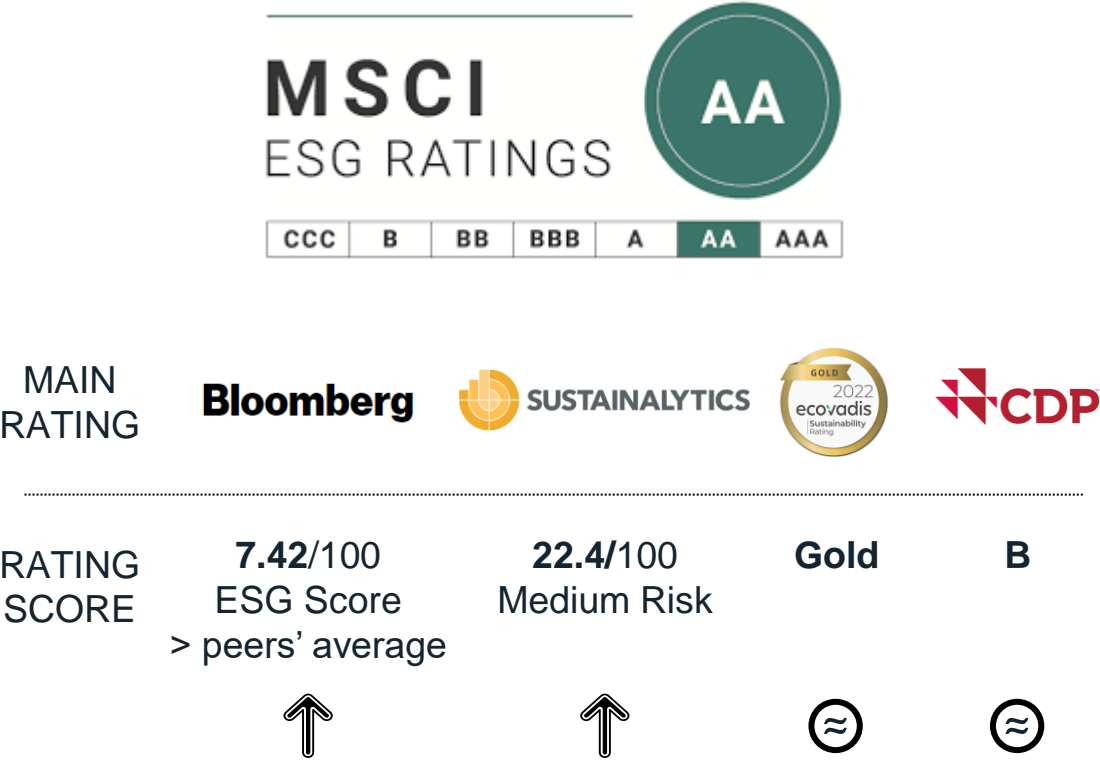 MSCI
ESG RATINGS
AA
CCC B BB BBB A AA AAA
MAIN
RATING
Bloomberg
SUSTAINALYTICS
GOLD
2022
ecovadis
Sustainability
Rating
CDP
RATING
SCORE
7.42/100
ESG Score
> peers’ average
22.4/100
Medium Risk
Gold
B
≈
≈